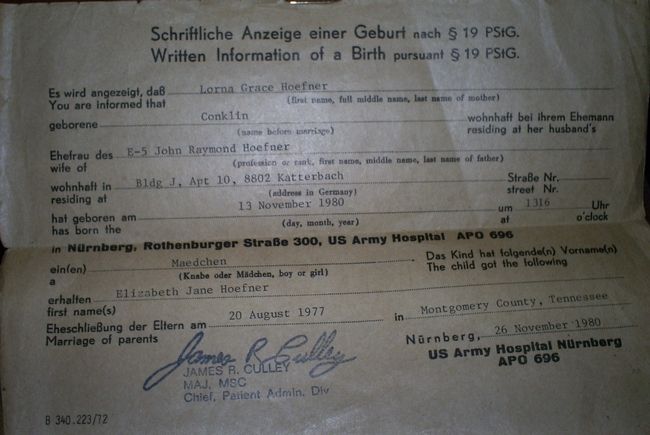 Schriftliche Anzeige einer Geburt nach § 19 PStG.
Written Information of a Birth pursuant § 19 PStG.
Es wird angezeigt, daß Lorna Grace Hoefner
You are informed that (first name, full middle name, last name of mother)
geborene Conklin wohnhaft bei ihrem Ehemann
(name before marriage) residing at her husband's
Ehefrau des E-5 John Raymond Hoefner
wife of (profession or rank, first name, middle name, last name of father)
wohnhaft in Bldg J, Apt 10, 8802 Katterbach Straße Nr.
residing at (address in Germany) street Nr.
hat geboren am 13 November 1980 um 1316 Uhr
has born the (day, month, year) at o'clock
in Nürnberg, Rothenburger Straße 300, US Army Hospital APO 696
ein(en) Maedchen Das Kind hat folgende(n) Vorname(n)
a (Knabe oder Mädchen, boy or girl) The child got the following
erhalten Elizabeth Jane Hoefner
first name(s)
Eheschließung der Eltern am 20 August 1977 in Montgomery County, Tennessee
Marriage of parents
Nürnberg, 26 November 1980
James R Culley
US Army Hospital Nürnberg
APO 696
JAMES R. CULLEY
MAJ, MSC
Chief, Patient Admin. Div
B 340.223/72